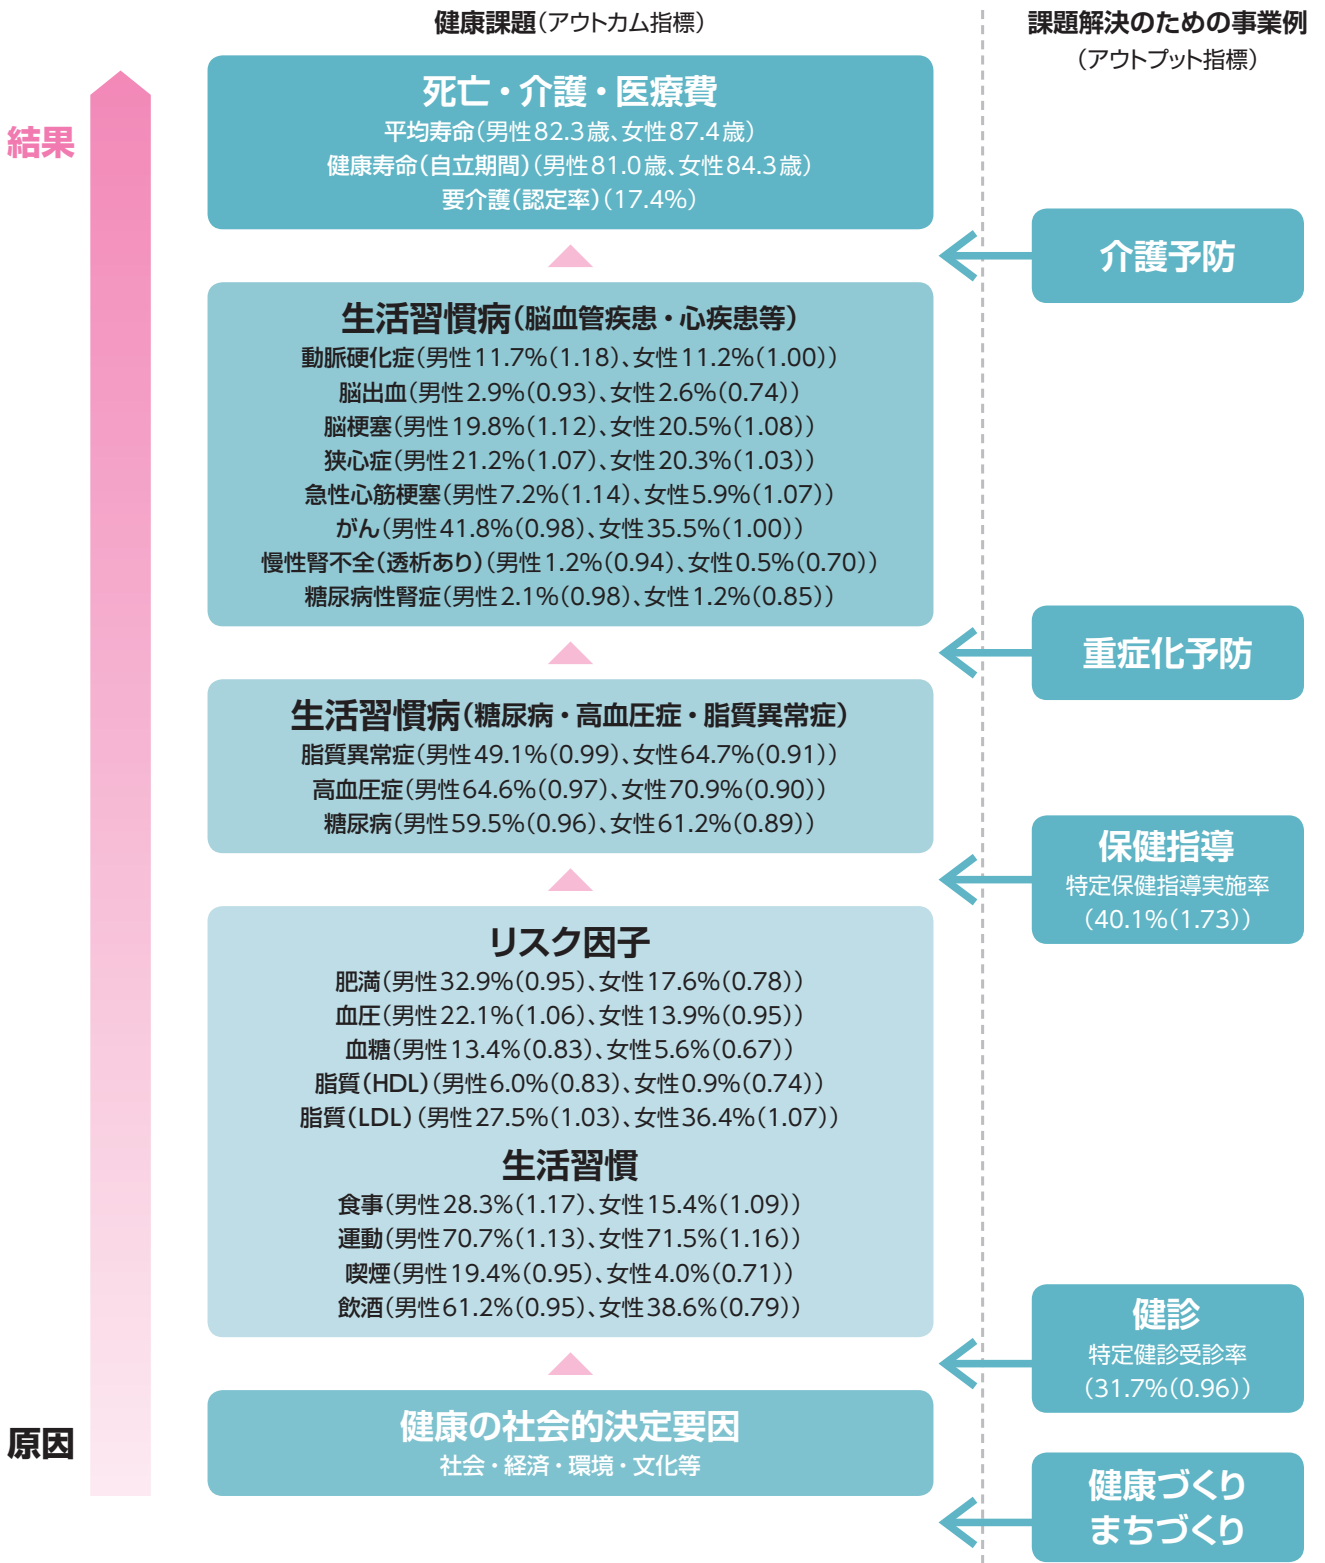 健康課題（アウトカム指標）
課題解決のための事業例
（アウトプット指標）
結果
死亡・介護・医療費
平均寿命（男性82.3歳、女性87.4歳）
健康寿命（自立期間）（男性81.0歳、女性84.3歳）
要介護（認定率）（17.4%）
介護予防
生活習慣病（脳血管疾患・心疾患等）
動脈硬化症（男性11.7%（1.18）、女性11.2%（1.00））
脳出血（男性2.9%（0.93）、女性2.6%（0.74））
脳梗塞（男性19.8%（1.12）、女性20.5%（1.08））
狭心症（男性21.2%（1.07）、女性20.3%（1.03））
急性心筋梗塞（男性7.2%（1.14）、女性5.9%（1.07））
がん（男性41.8%（0.98）、女性35.5%（1.00））
慢性腎不全（透析あり）（男性1.2%（0.94）、女性0.5%（0.70））
糖尿病性腎症（男性2.1%（0.98）、女性1.2%（0.85））
重症化予防
生活習慣病（糖尿病・高血圧症・脂質異常症）
脂質異常症（男性49.1%（0.99）、女性64.7%（0.91））
高血圧症（男性64.6%（0.97）、女性70.9%（0.90））
糖尿病（男性59.5%（0.96）、女性61.2%（0.89））
保健指導
特定保健指導実施率
（40.1%（1.73））
リスク因子
肥満（男性32.9%（0.95）、女性17.6%（0.78））
血圧（男性22.1%（1.06）、女性13.9%（0.95））
血糖（男性13.4%（0.83）、女性5.6%（0.67））
脂質（HDL）（男性6.0%（0.83）、女性0.9%（0.74））
脂質（LDL）（男性27.5%（1.03）、女性36.4%（1.07））
生活習慣
食事（男性28.3%（1.17）、女性15.4%（1.09））
運動（男性70.7%（1.13）、女性71.5%（1.16））
喫煙（男性19.4%（0.95）、女性4.0%（0.71））
飲酒（男性61.2%（0.95）、女性38.6%（0.79））
健診
特定健診受診率
（31.7%（0.96））
原因
健康の社会的決定要因
社会・経済・環境・文化等
健康づくり
まちづくり